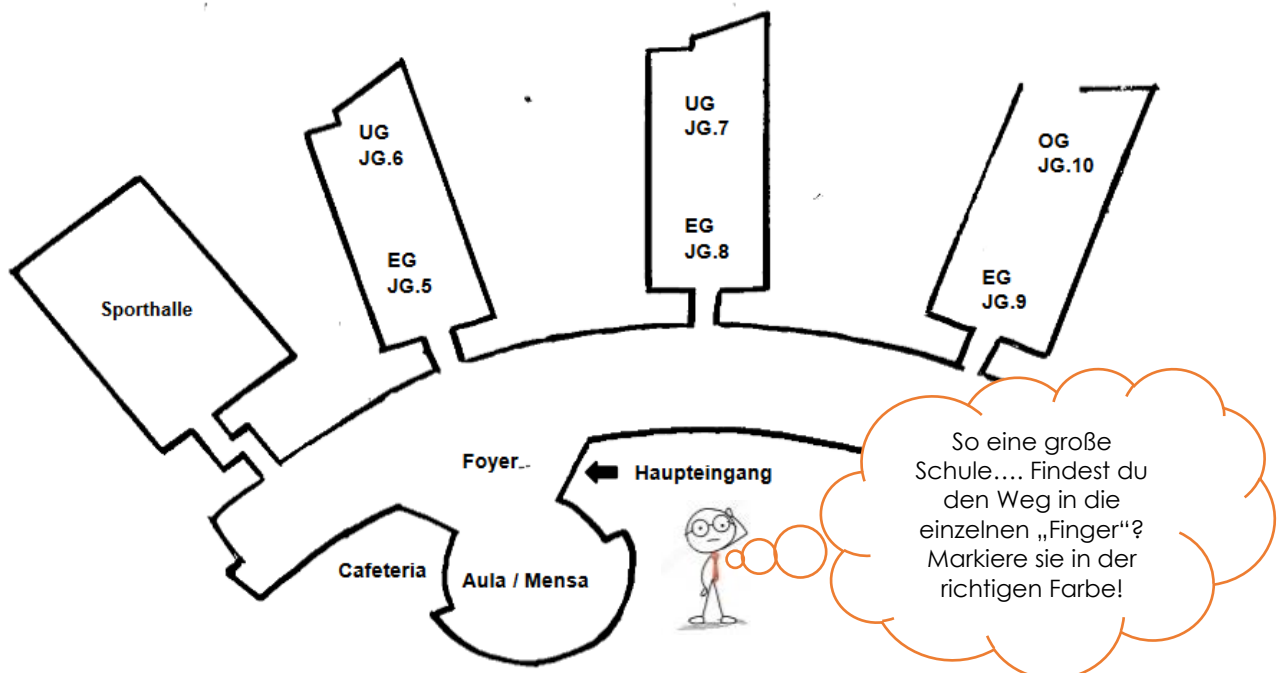 UG
JG.6
EG
JG.5
UG
JG.7
EG
JG.8
OG
JG.10
EG
JG.9
Sporthalle
Foyer
Haupteingang
Cafeteria
Aula / Mensa
So eine große
Schule…. Findest du
den Weg in die
einzelnen „Finger“?
Markiere sie in der
richtigen Farbe!